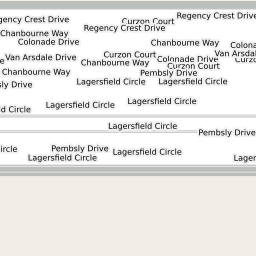 gency Crest Drive
Curzon Court
Regency Crest Drive
Regency Crest Drive
Chanbourne Way
Colonade Drive
Chanbourne Way
Colona
Van Arsdale Drive
Curzon Court
Colonade Drive
Van Arsdal
Chanbourne Way
Curzon Court
Chanbourne Way
Pembsly Drive
sly Drive
Lagersfield Circle
Lagersfield Circle
d Circle
Lagersfield Circle
Lagersfield Circle
Lagersfield Circle
Pembsly Drive
ircle
Pembsly Drive
Lagersfield Circle
Lagersfield Circle
Lager